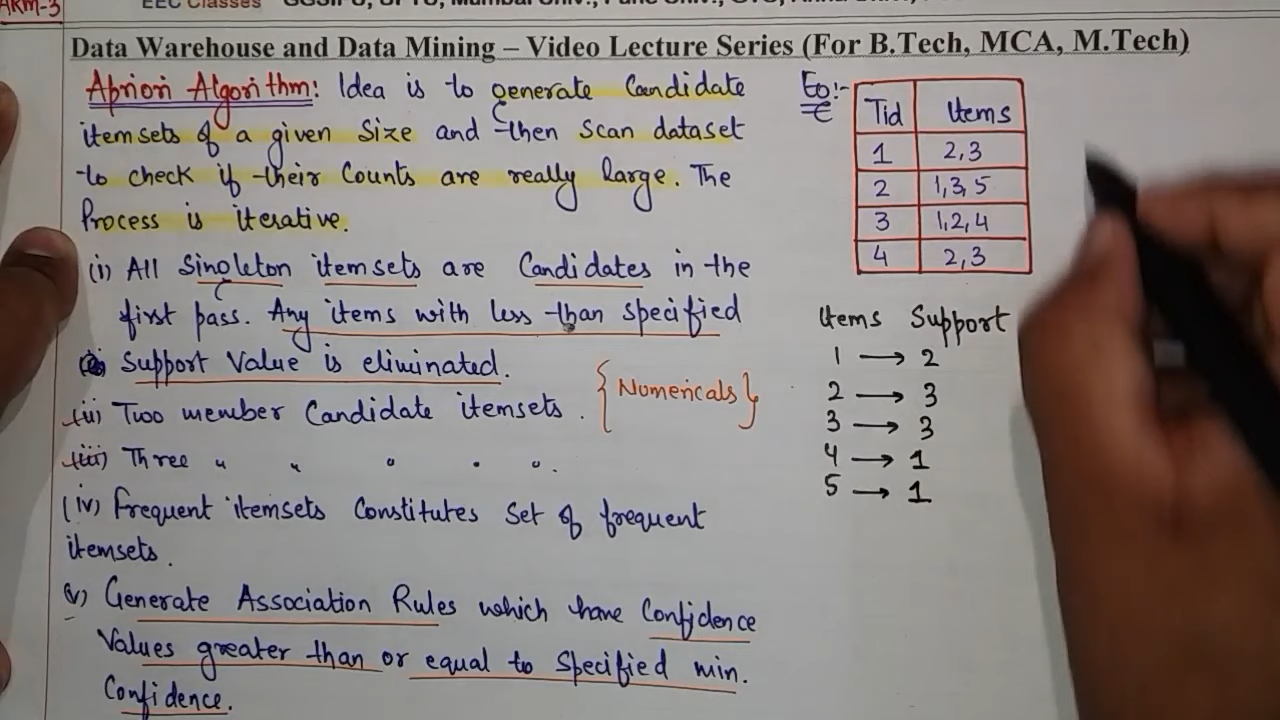 ARM-3
EEC Classes
Data Warehouse and Data Mining – Video Lecture Series (For B.Tech, MCA, M.Tech)
Apriori Algorithm: Idea is to generate Candidate
itemsets of a given size and then scan dataset
to check if their Counts are really large. The
Process is iterative.
(i) All Singleton itemsets are Candidates in the
first pass. Any items with less than specified
Support Value is eliminated.
(ii) Two member Candidate itemsets. {Numericals}
(iii) Three " " " " ".
(iv) Frequent itemsets Constitutes Set of frequent
itemsets.
(v) Generate Association Rules which have Confidence
Values greater than or equal to Specified min.
Confidence.
Eg:-
Tid Items
1 2,3
2 1,3,5
3 1,2,4
4 2,3
Items Support
1 → 2
2 → 3
3 → 3
4 → 1
5 → 1